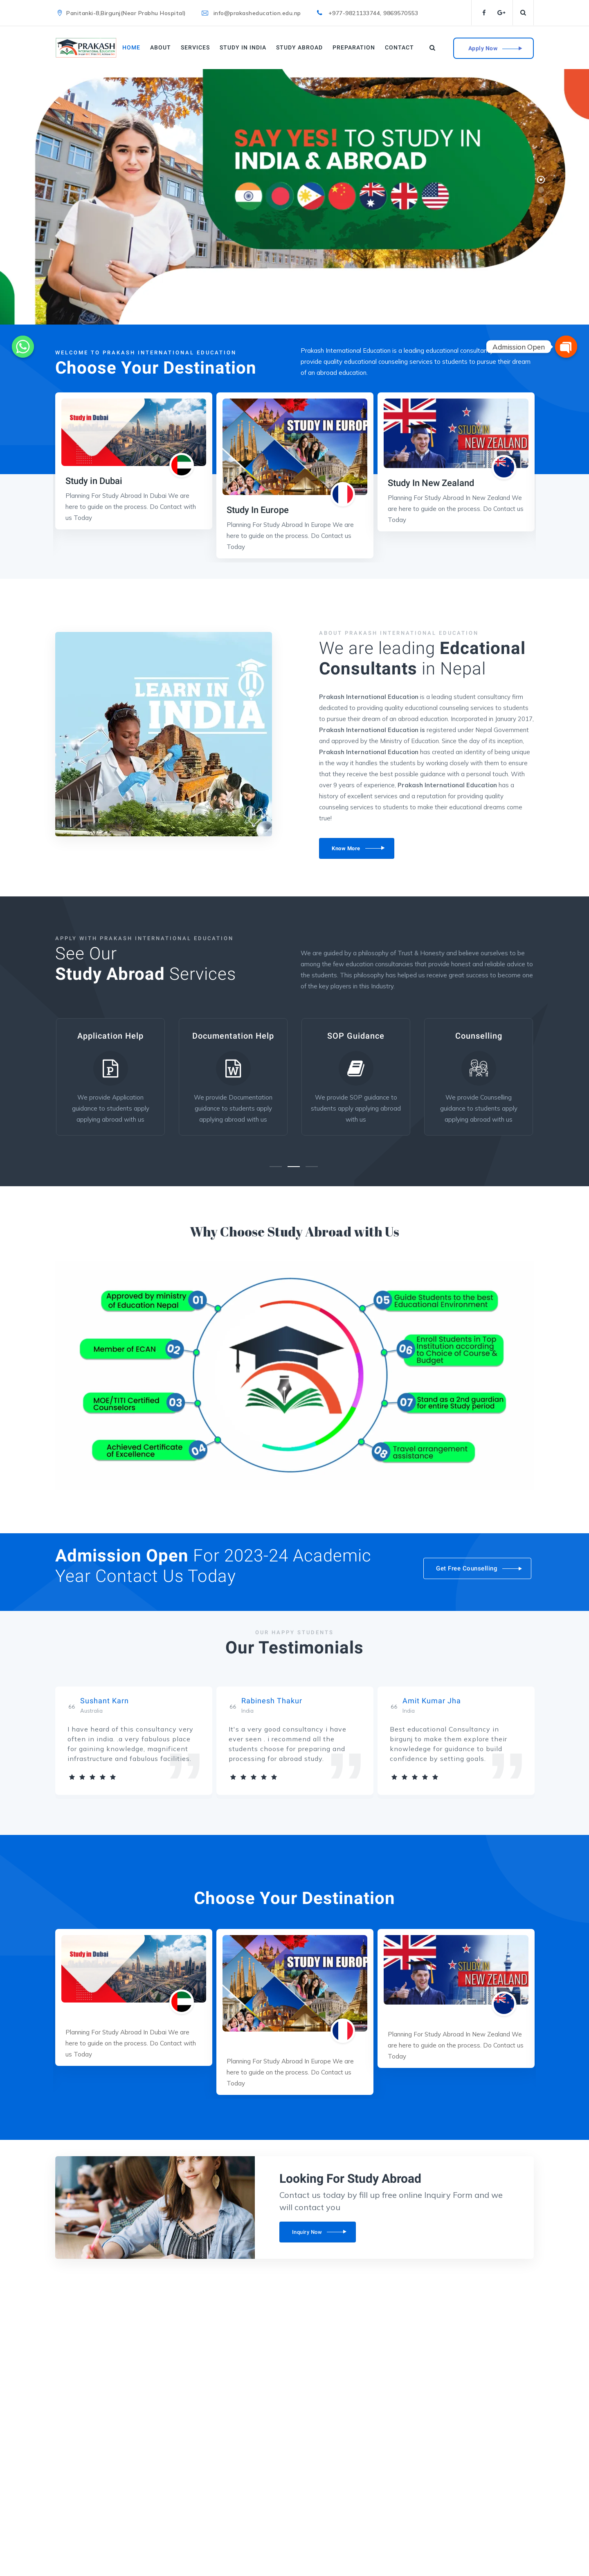 Panitanki-8,Birgunj(Near Prabhu Hospital)
info@prakasheducation.edu.np
+977-9821133744, 9869570553
PRAKASH
HOME
ABOUT
SERVICES
STUDY IN INDIA
STUDY ABROAD
PREPARATION
CONTACT
Apply Now
SAY YES! TO STUDY IN
INDIA & ABROAD
WELCOME TO PRAKASH INTERNATIONAL EDUCATION
Choose Your Destination
Prakash International Education is a leading educational consultancy
provide quality educational counseling services to students to pursue their dream
of an abroad education.
Admission Open
Study in Dubai
Study in Dubai
Planning For Study Abroad In Dubai We are
here to guide on the process. Do Contact with
us Today
STUDY IN EUROP
Study In Europe
Planning For Study Abroad In Europe We are
here to guide on the process. Do Contact us
Today
STUDY IN
NEW ZEALAND
Study In New Zealand
Planning For Study Abroad In New Zealand We
are here to guide on the process. Do Contact us
Today
LEARN IN
INDIA
ABOUT PRAKASH INTERNATIONAL EDUCATION
We are leading Edcational
Consultants in Nepal
Prakash International Education is a leading student consultancy firm
dedicated to providing quality educational counseling services to students
to pursue their dream of an abroad education. Incorporated in January 2017.
Prakash International Education is registered under Nepal Government
and approved by the Ministry of Education. Since the day of its inception,
Prakash International Education has created an identity of being unique
in the way it handles the students by working closely with them to ensure
that they receive the best possible guidance with a personal touch. With
over 9 years of experience, Prakash International Education has a
history of excellent services and a reputation for providing quality
counseling services to students to make their educational dreams come
true!
Know More
APPLY WITH PRAKASH INTERNATIONAL EDUCATION
See Our
Study Abroad Services
We are guided by a philosophy of Trust & Honesty and believe ourselves to be
among the few education consultancies that provide honest and reliable advice to
the students. This philosophy has helped us receive great success to become one
of the key players in this Industry.
Application Help
We provide Application
guidance to students apply
applying abroad with us
Documentation Help
We provide Documentation
guidance to students apply
applying abroad with us
SOP Guidance
We provide SOP guidance to
students apply applying abroad
with us
Counselling
We provide Counselling
guidance to students apply
applying abroad with us
Why Choose Study Abroad with Us
Approved by ministry
of Education Nepal
01
Member of ECAN
02
MOE/TITI Certified
Counselors
03
Achieved Certificate
of Excellence
04
05
Guide Students to the best
Educational Environment
06
Enroll Students in Top
Institution according
to Choice of Course &
Budget
07
Stand as a 2nd guardian
for entire Study period
08
Travel arrangement
assistance
Admission Open For 2023-24 Academic
Year Contact Us Today
Get Free Counselling
OUR HAPPY STUDENTS
Our Testimonials
Sushant Karn
Australia
I have heard of this consultancy very
often in india. a very fabulous place
for gaining knowledge, magnificent
infrastructure and fabulous facilities.
Rabinesh Thakur
India
It's a very good consultancy i have
ever seen . i recommend all the
students choose for preparing and
processing for abroad study.
Amit Kumar Jha
India
Best educational Consultancy in
birgunj to make them explore their
knowledege for guidance to build
confidence by setting goals.
Choose Your Destination
Study in Dubai
Planning For Study Abroad In Dubai We are
here to guide on the process. Do Contact with
us Today
STUDY IN EUROP
Planning For Study Abroad In Europe We are
here to guide on the process. Do Contact us
Today
STUDY IN
NEW ZEALAND
Planning For Study Abroad In New Zealand We
are here to guide on the process. Do Contact us
Today
Looking For Study Abroad
Contact us today by fill up free online Inquiry Form and we
will contact you
Inquiry Now